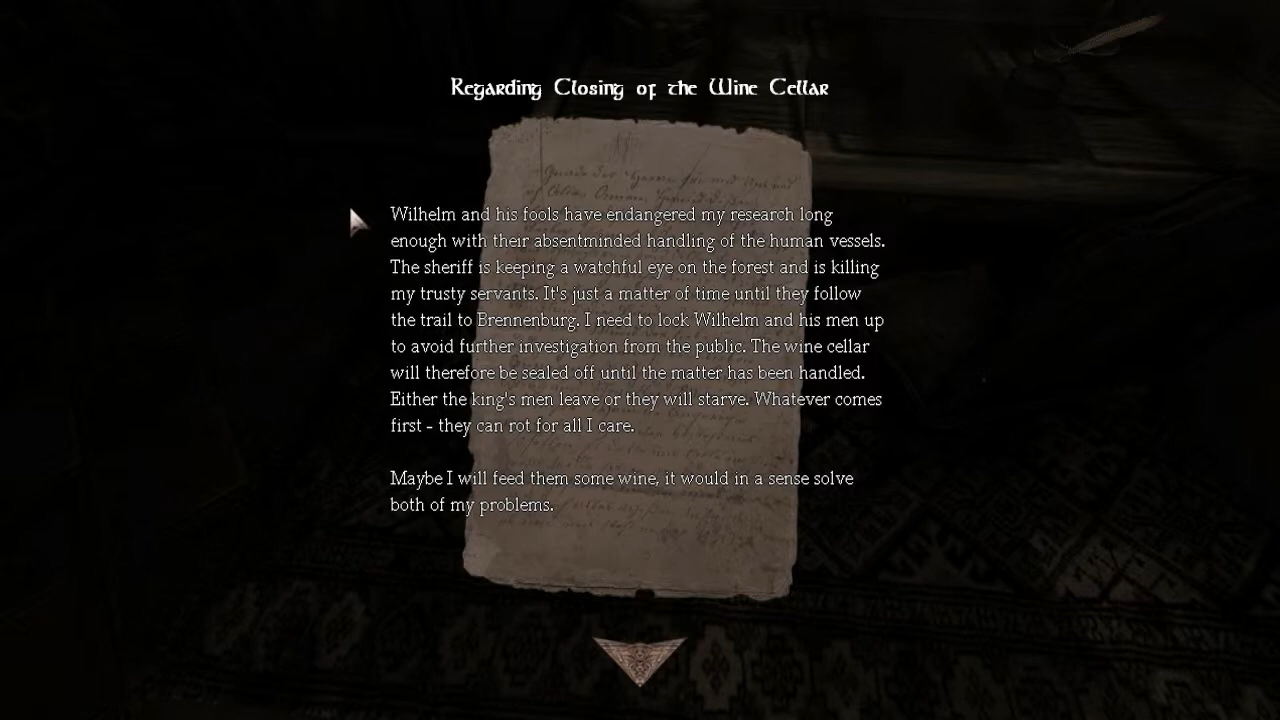 Regarding Closing of the Wine Cellar
Wilhelm and his fools have endangered my research long
enough with their absentminded handling of the human vessels.
The sheriff is keeping a watchful eye on the forest and is killing
my trusty servants. It's just a matter of time until they follow
the trail to Brennenburg. I need to lock Wilhelm and his men up
to avoid further investigation from the public. The wine cellar
will therefore be sealed off until the matter has been handled.
Either the king's men leave or they will starve. Whatever comes
first - they can rot for all I care.
Maybe I will feed them some wine, it would in a sense solve
both of my problems.